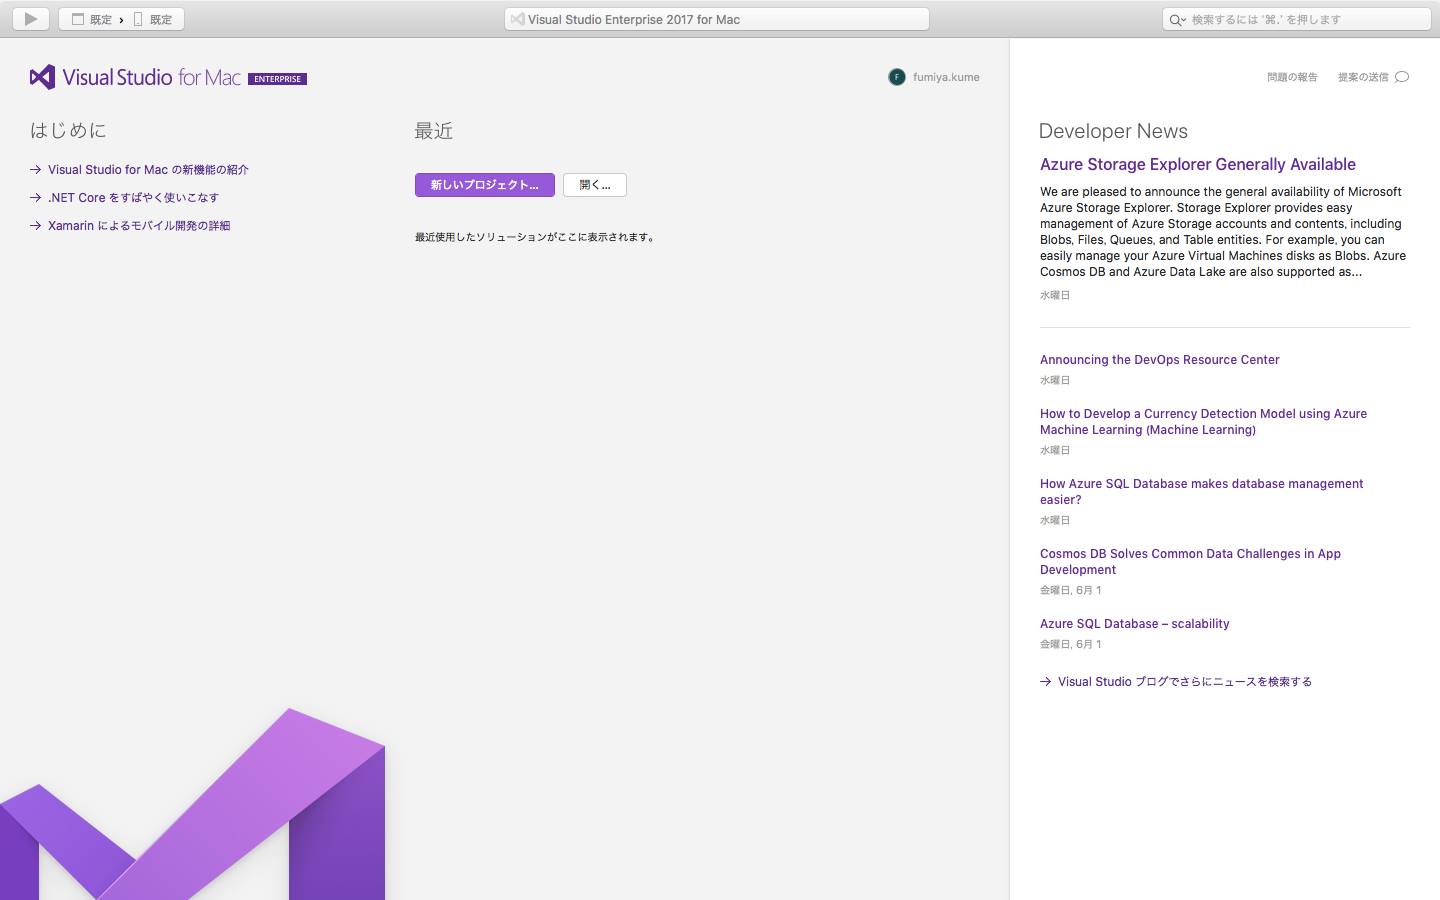 既定 › 既定
Visual Studio Enterprise 2017 for Mac
検索するには '⌘.' を押します
Visual Studio for Mac ENTERPRISE
F fumiya.kume
問題の報告 提案の送信
はじめに
Visual Studio for Mac の新機能の紹介
.NET Core をすばやく使いこなす
Xamarin によるモバイル開発の詳細
最近
新しいプロジェクト... 開く...
最近使用したソリューションがここに表示されます。
Developer News
Azure Storage Explorer Generally Available
We are pleased to announce the general availability of Microsoft
Azure Storage Explorer. Storage Explorer provides easy
management of Azure Storage accounts and contents, including
Blobs, Files, Queues, and Table entities. For example, you can
easily manage your Azure Virtual Machines disks as Blobs. Azure
Cosmos DB and Azure Data Lake are also supported as...
水曜日
Announcing the DevOps Resource Center
水曜日
How to Develop a Currency Detection Model using Azure
Machine Learning (Machine Learning)
水曜日
How Azure SQL Database makes database management
easier?
水曜日
Cosmos DB Solves Common Data Challenges in App
Development
金曜日, 6月 1
Azure SQL Database – scalability
金曜日, 6月 1
Visual Studio ブログでさらにニュースを検索する